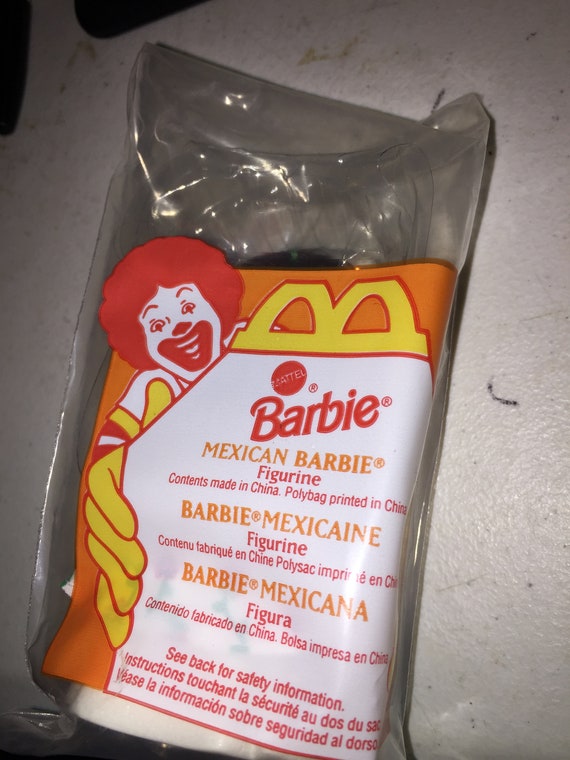 MATTEL ®
Barbie®
MEXICAN BARBIE®
Figurine
Contents made in China. Polybag printed in China
BARBIE® MEXICAINE
Figurine
Contenu fabriqué en Chine Polysac imprimé en Chi
BARBIE® MEXICANA
Figura
Contenido fabricado en China. Bolsa impresa en China
See back for safety information.
Instructions touchant la sécurité au dos du sac
Véase la información sobre seguridad al dorso